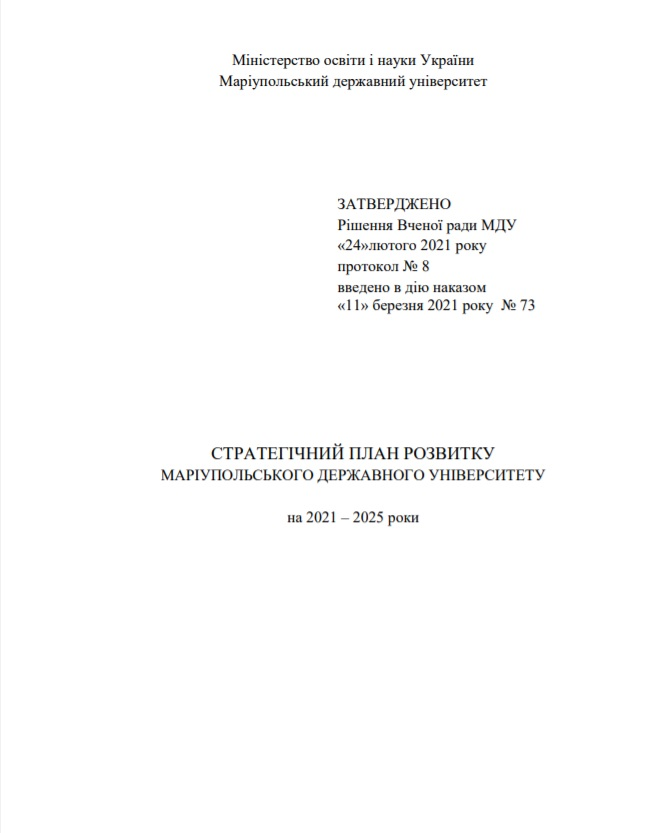 Міністерство освіти і науки України
Маріупольський державний університет
ЗАТВЕРДЖЕНО
Рішення Вченої ради МДУ
«24»лютого 2021 року
протокол № 8
введено в дію наказом
«11» березня 2021 року № 73
СТРАТЕГІЧНИЙ ПЛАН РОЗВИТКУ
МАРІУПОЛЬСЬКОГО ДЕРЖАВНОГО УНІВЕРСИТЕТУ
на 2021 – 2025 роки